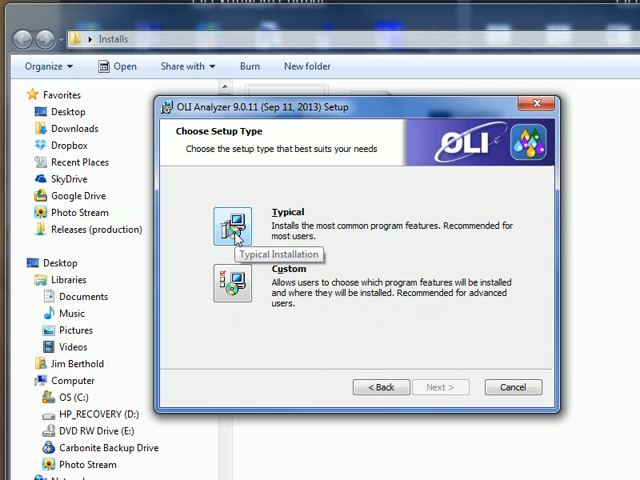 Installs
Organize
Open
Share with
Burn
New folder
Favorites
Desktop
Downloads
Dropbox
Recent Places
SkyDrive
Google Drive
Photo Stream
Releases (production)
Desktop
Libraries
Documents
Music
Pictures
Videos
Jim Berthold
Computer
OS (C:)
HP_RECOVERY (D:)
DVD RW Drive (E:)
Carbonite Backup Drive
Photo Stream
OLI Analyzer 9.0.11 (Sep 11, 2013) Setup
Choose Setup Type
Choose the setup type that best suits your needs
OLI
Typical
Installs the most common program features. Recommended for
most users.
Typical Installation
Custom
Allows users to choose which program features will be installed
and where they will be installed. Recommended for advanced
users.
< Back
Next >
Cancel